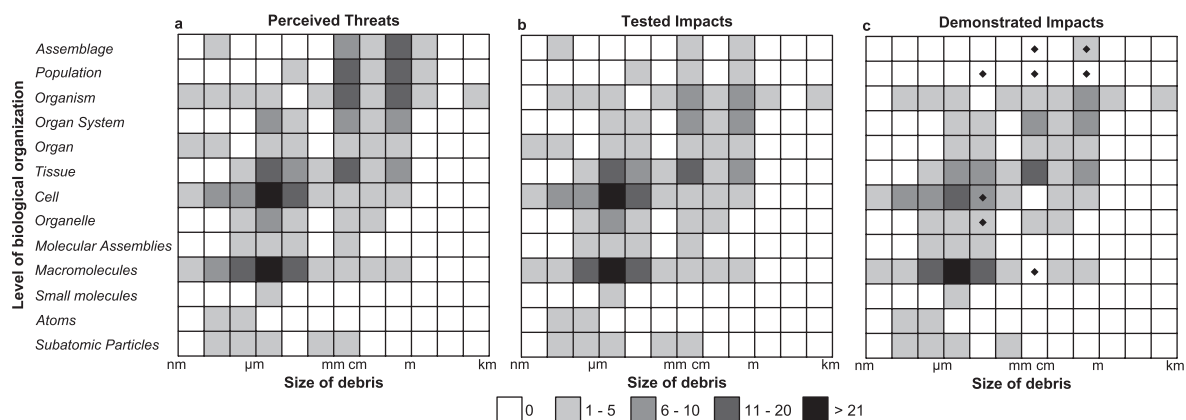 a Perceived Threats
b Tested Impacts
c Demonstrated Impacts
Level of biological organization
Assemblage
Population
Organism
Organ System
Organ
Tissue
Cell
Organelle
Molecular Assemblies
Macromolecules
Small molecules
Atoms
Subatomic Particles
nm µm mm cm m km
nm µm mm cm m km
nm µm mm cm m km
Size of debris
Size of debris
Size of debris
0 1 - 5 6 - 10 11 - 20 > 21